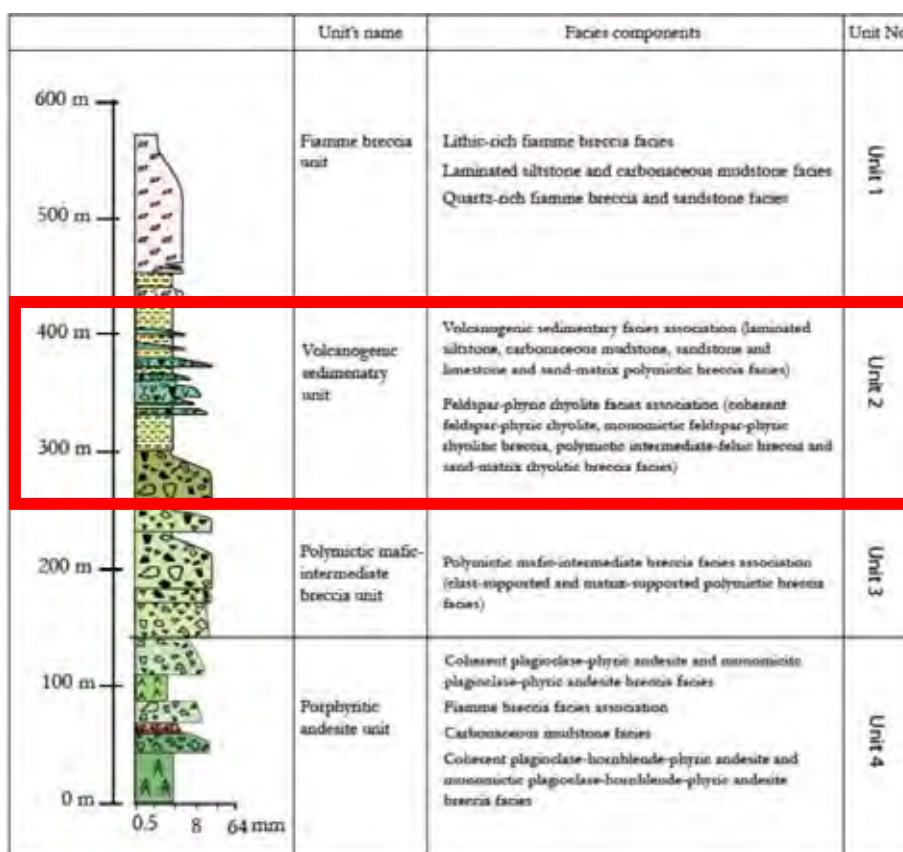 Unit's name Facies components Unit No
600 m
500 m
400 m
300 m
200 m
100 m
0 m
0.5 8 64 mm
Fiamme breccia
unit
Lithic-rich fiamme breccia facies
Laminated siltstone and carbonaceous mudstone facies
Quartz-rich fiamme breccia and sandstone facies
Unit 1
Volcanogenic
sedimenatry
unit
Volcanogenic sedimentary facies association (laminated
siltstone, carbonaceous mudstone, sandstone and
limestone and sand-matrix polymictic breccia facies)
Feldspar-phyric rhyolite facies association (coherent
feldspar-phyric rhyolite, monomictic feldspar-phyric
rhyolitic breccia, polymictic intermediate-felsic breccia and
sand-matrix rhyolitic breccia facies)
Unit 2
Polymictic mafic-
intermediate
breccia unit
Polymictic mafic-intermediate breccia facies association
(clast-supported and matrix-supported polymictic breccia
facies)
Unit 3
Porphyritic
andesite unit
Coherent plagioclase-phyric andesite and monomictic
plagioclase-phyric andesite breccia facies
Fiamme breccia facies association
Carbonaceous mudstone facies
Coherent plagioclase-hornblende-phyric andesite and
monomictic plagioclase-hornblende-phyric andesite
breccia facies
Unit 4